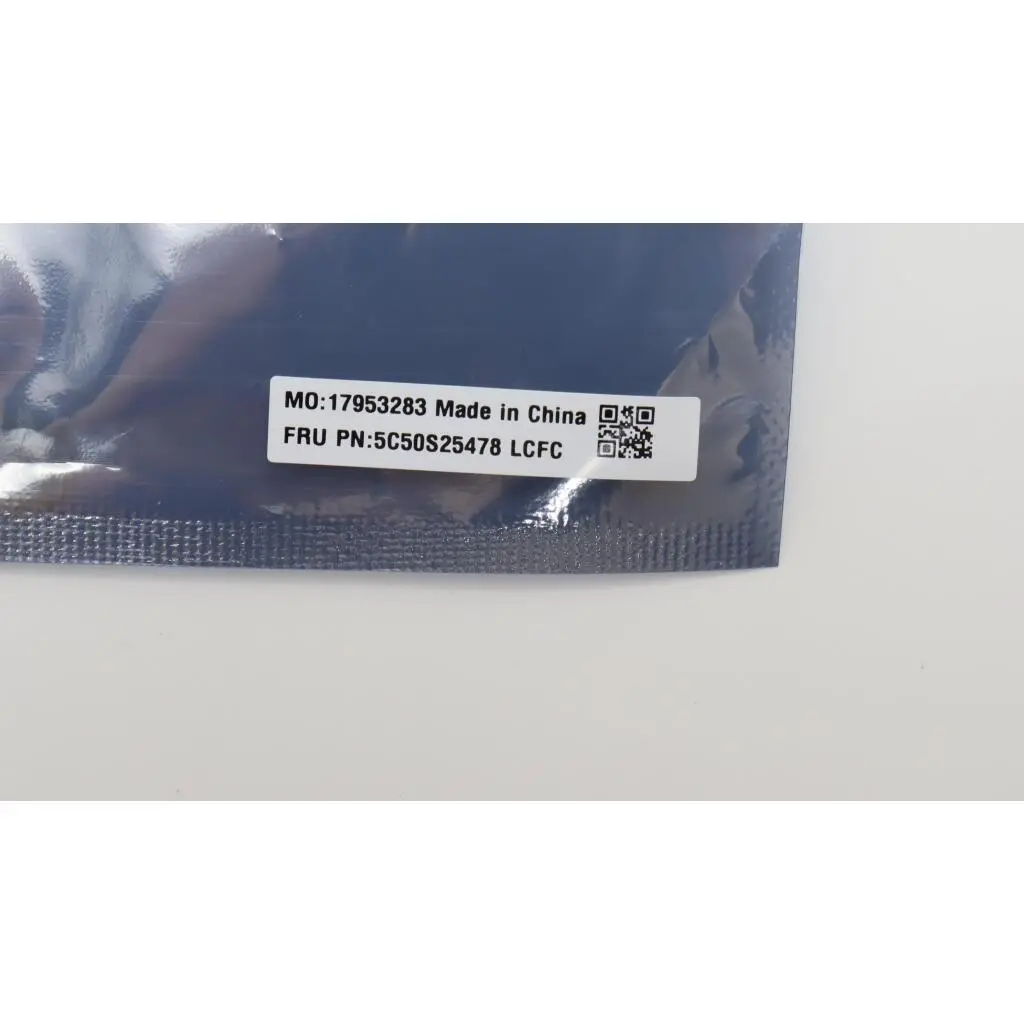 MO:17953283 Made in China
FRU PN:5C50S25478 LCFC